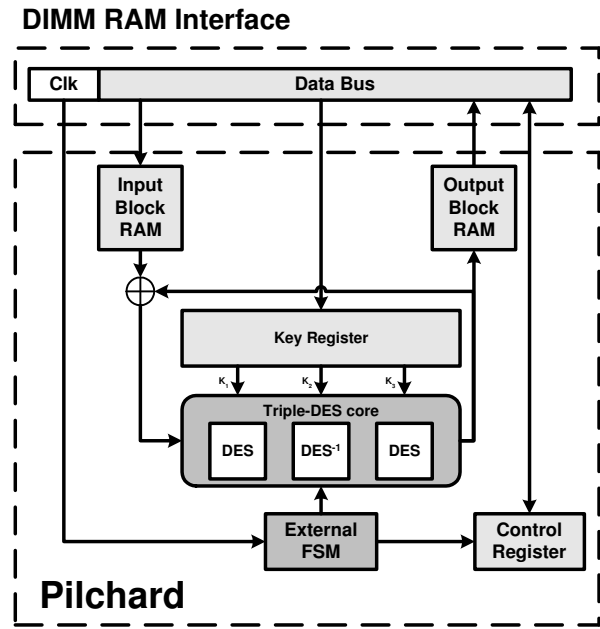 DIMM RAM Interface
Clk
Data Bus
Input
Block
RAM
Output
Block
RAM
Key Register
K1
K2
K3
Triple-DES core
DES
DES-1
DES
External
FSM
Control
Register
Pilchard